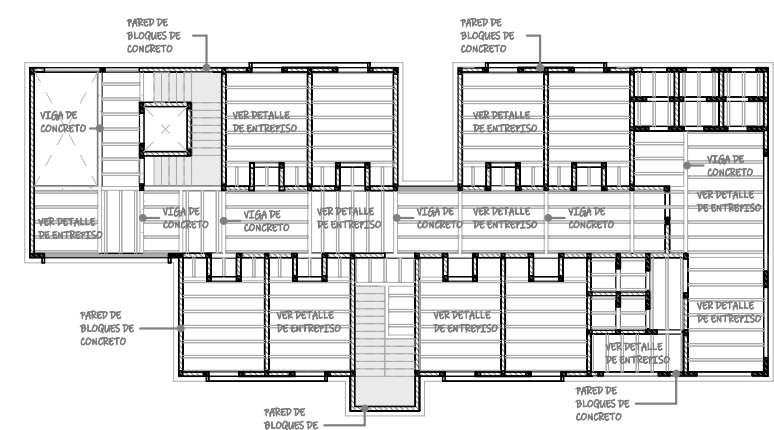 PARED DE
BLOQUES DE
CONCRETO
PARED DE
BLOQUES DE
CONCRETO
VIGA DE
CONCRETO
VER DETALLE
DE ENTREPISO
VER DETALLE
DE ENTREPISO
VIGA DE
CONCRETO
VER DETALLE
DE ENTREPISO
VER DETALLE
DE ENTREPISO
VIGA DE
CONCRETO
VIGA DE
CONCRETO
VER DETALLE
DE ENTREPISO
VIGA DE
CONCRETO
VER DETALLE
DE ENTREPISO
VIGA DE
CONCRETO
PARED DE
BLOQUES DE
CONCRETO
VER DETALLE
DE ENTREPISO
VER DETALLE
DE ENTREPISO
VER DETALLE
DE ENTREPISO
VER DETALLE
DE ENTREPISO
PARED DE
BLOQUES DE
CONCRETO
PARED DE
BLOQUES DE